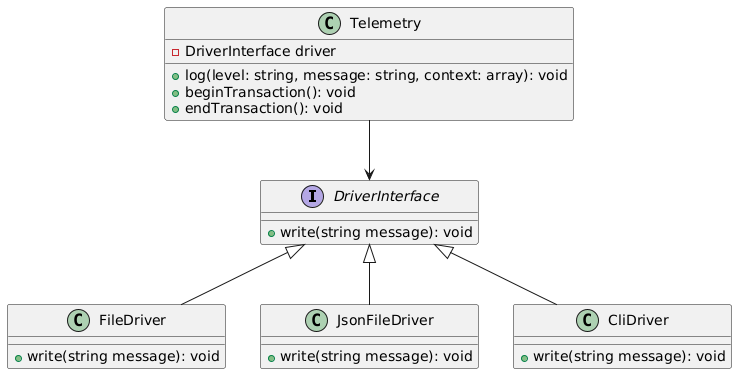 C Telemetry
DriverInterface driver
log(level: string, message: string, context: array): void
beginTransaction(): void
endTransaction(): void
I DriverInterface
write(string message): void
C FileDriver
write(string message): void
C JsonFileDriver
write(string message): void
C CliDriver
write(string message): void